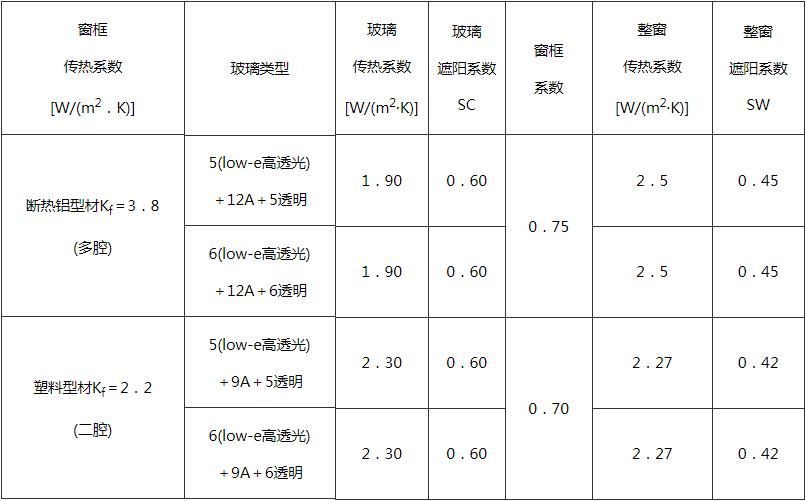 窗框
传热系数
[W/(m²．K)]
玻璃类型
玻璃
传热系数
[W/(m²·K)]
玻璃
遮阳系数
SC
窗框
系数
整窗
传热系数
[W/(m²·K)]
整窗
遮阳系数
SW
断热铝型材Kf＝3．8
(多腔)
5(low-e高透光)
＋12A＋5透明
1．90
0．60
0．75
2．5
0．45
6(low-e高透光)
＋12A＋6透明
1．90
0．60
2．5
0．45
塑料型材Kf＝2．2
(二腔)
5(low-e高透光)
＋9A＋5透明
2．30
0．60
0．70
2．27
0．42
6(low-e高透光)
＋9A＋6透明
2．30
0．60
2．27
0．42